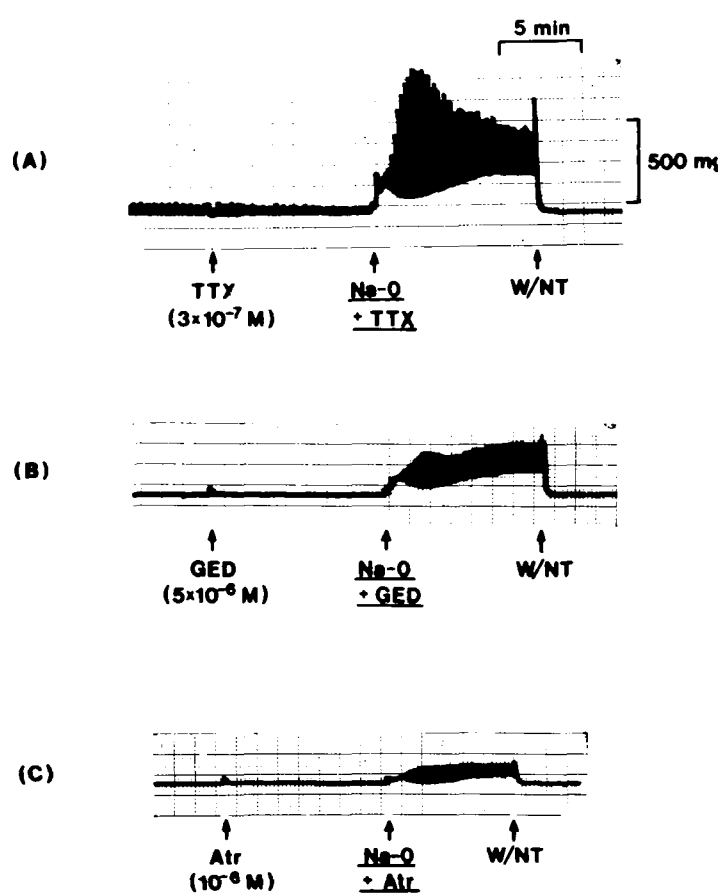 5 min
(A)
500 mg
TTX
(3×10⁻⁷ M)
Na-0
+ TTX
W/NT
(B)
GED
(5×10⁻⁶ M)
Na-0
+ GED
W/NT
(C)
Atr
(10⁻⁶ M)
Na-0
+ Atr
W/NT